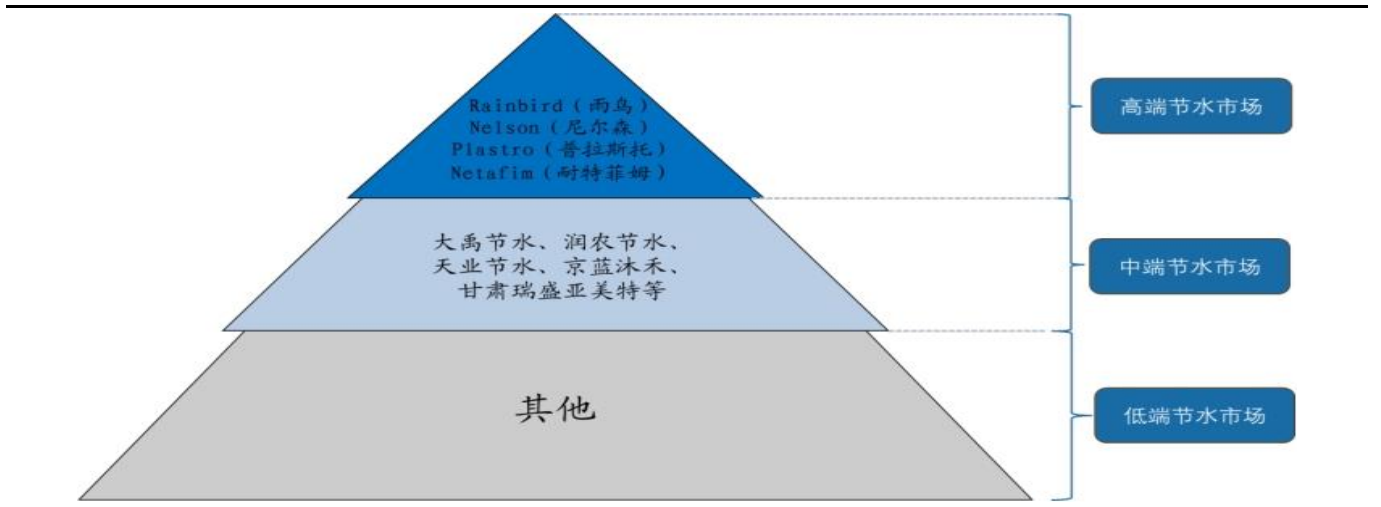 Rainbird（雨鸟）
Nelson（尼尔森）
Plastro（普拉斯托）
Netafim（耐特菲姆）
高端节水市场
大禹节水、润农节水、
天业节水、京蓝沐禾、
甘肃瑞盛亚美特等
中端节水市场
其他
低端节水市场